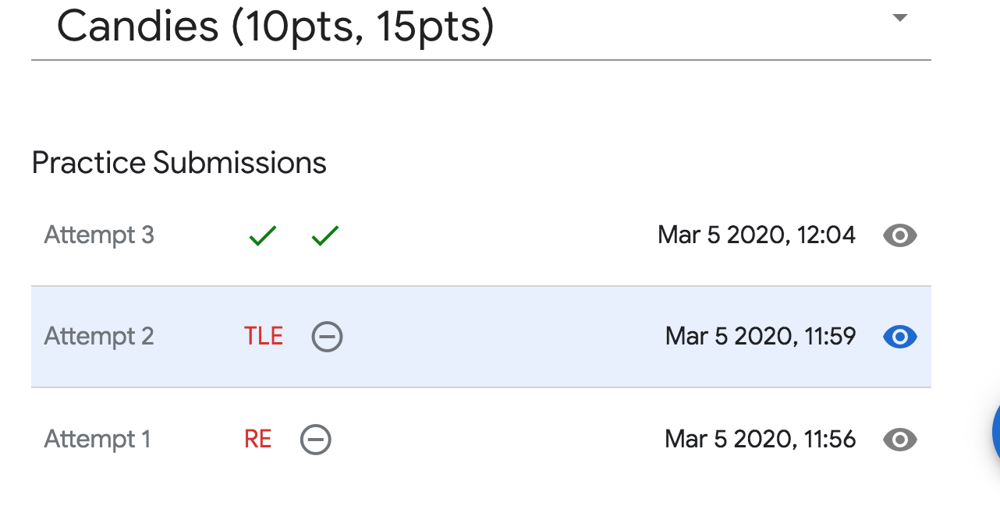 Candies (10pts, 15pts)
Practice Submissions
Attempt 3 Mar 5 2020, 12:04
Attempt 2 TLE Mar 5 2020, 11:59
Attempt 1 RE Mar 5 2020, 11:56